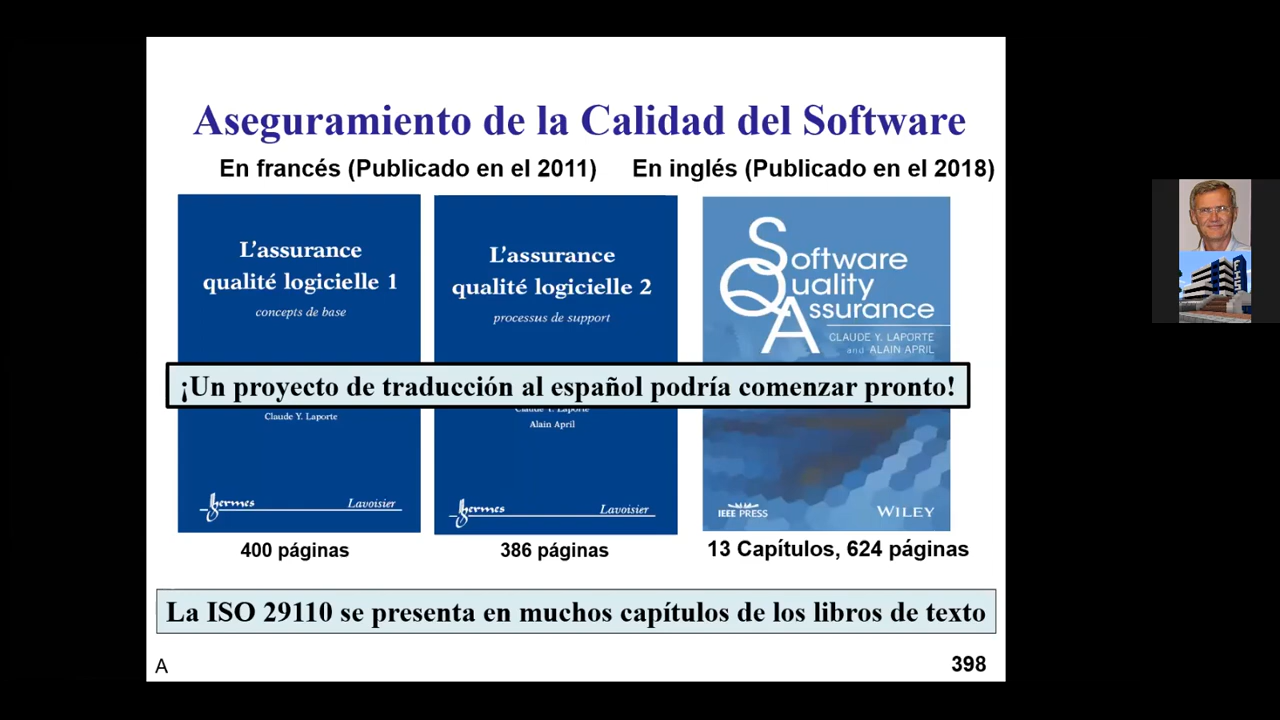 Aseguramiento de la Calidad del Software
En francés (Publicado en el 2011)
En inglés (Publicado en el 2018)
L'assurance
qualité logicielle 1
concepts de base
L'assurance
qualité logicielle 2
processus de support
Software
Quality
Assurance
CLAUDE Y. LAPORTE
and ALAIN APRIL
¡Un proyecto de traducción al español podría comenzar pronto!
Claude Y. Laporte
Claude Y. Laporte
Alain April
hermes
Lavoisier
hermes
Lavoisier
IEEE PRESS
WILEY
400 páginas
386 páginas
13 Capítulos, 624 páginas
La ISO 29110 se presenta en muchos capítulos de los libros de texto
A
398